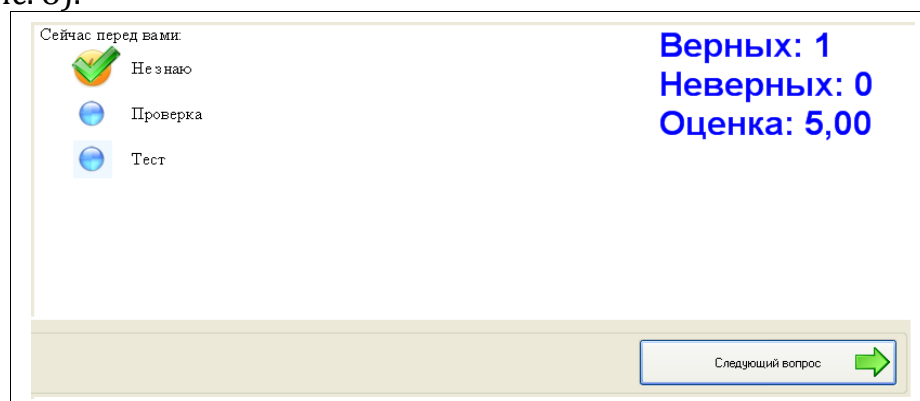 Сейчас перед вами:
Не знаю
Проверка
Тест
Верных: 1
Неверных: 0
Оценка: 5,00
Следующий вопрос